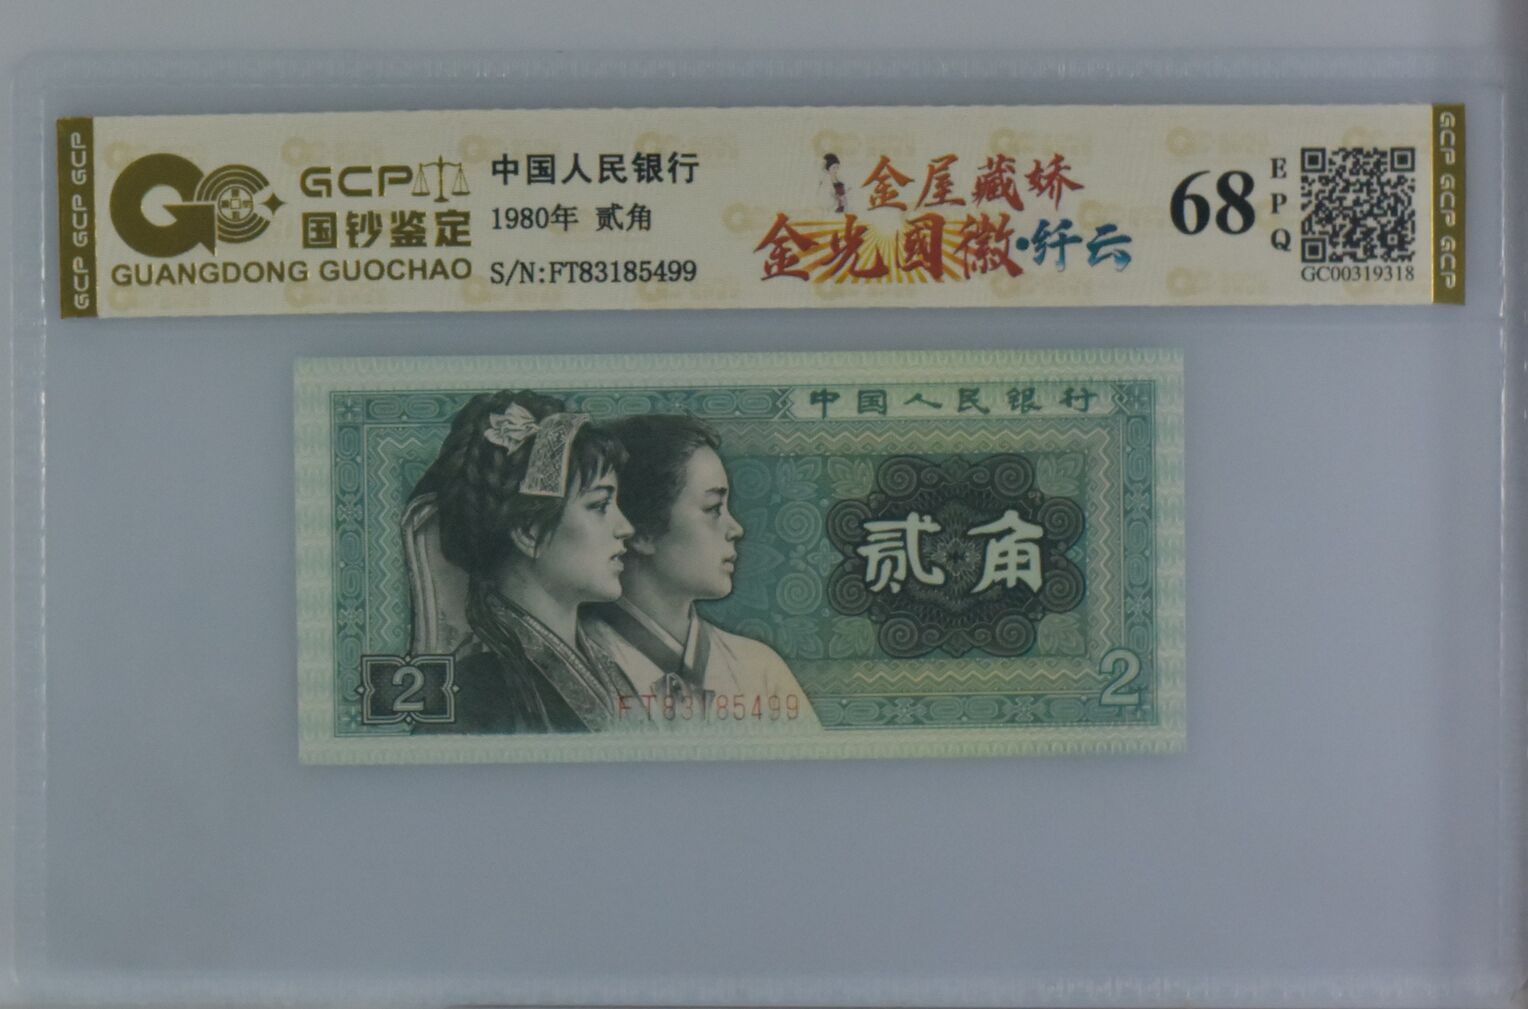 GCP GCP GCP
GCP
国钞鉴定
GUANGDONG GUOCHAO
中国人民银行
1980年 贰角
S/N:FT83185499
金屋藏娇
金光國徽·纤云
68
EPQ
GC00319318
GCP GCP GCP
中国人民银行
贰角
2
2
FT83185499